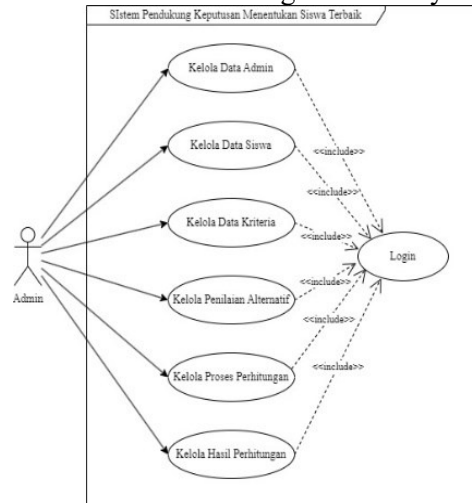 SIstem Pendukung Keputusan Menentukan Siswa Terbaik
Kelola Data Admin
<<include>>
Kelola Data Siswa
<<include>>
Kelola Data Kriteria
<<include>>
Login
Admin
Kelola Penilaian Alternatif
<<include>>
<<include>>
Kelola Proses Perhitungan
<<include>>
Kelola Hasil Perhitungan